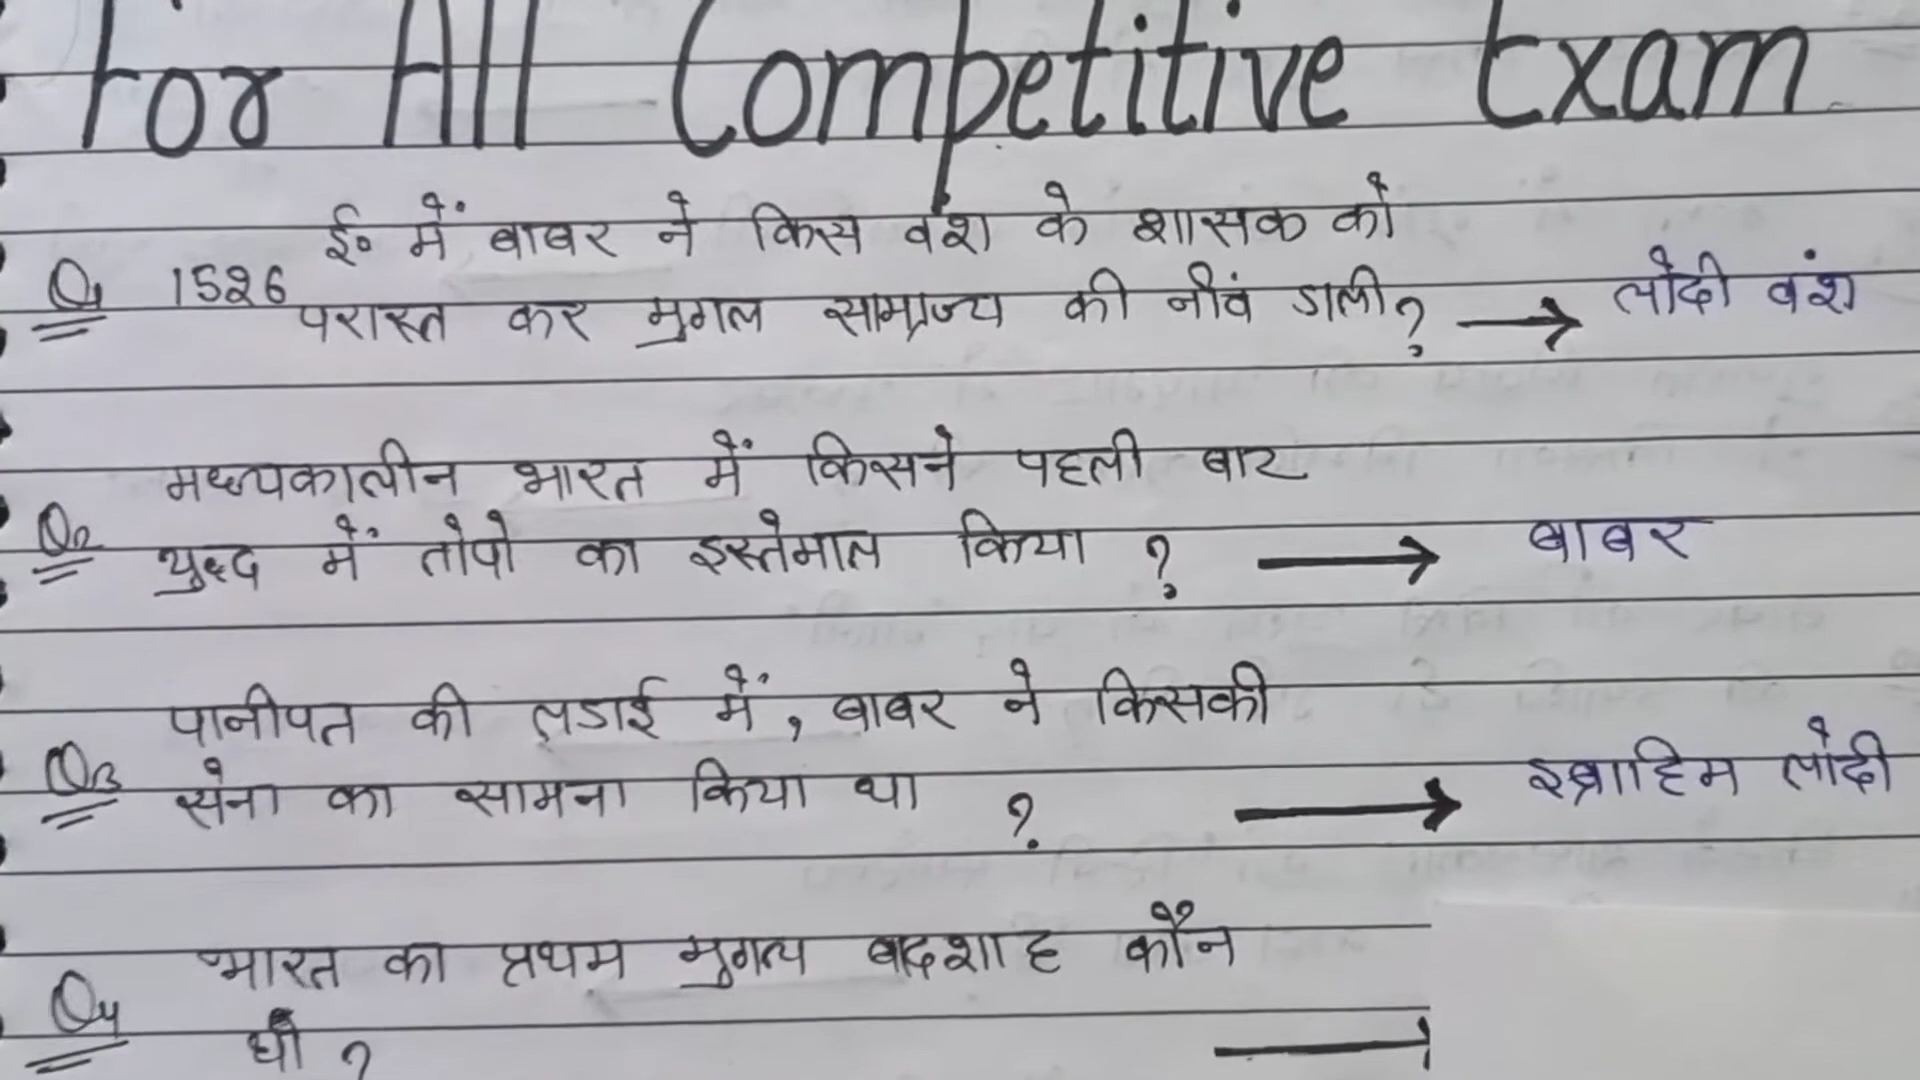 For All Competitive Exam
ई० में बाबर ने किस वंश के शासक को
Q1 1526 परास्त कर मुगल साम्राज्य की नीवं डाली? → लोदी वंश
मध्यकालीन भारत में किसने पहली बार
Q2 युद्ध में तोपो का इस्तेमाल किया ? → बाबर
पानीपत की लडाई में, बाबर ने किसकी
Q3 सेना का सामना किया था ? → इब्राहिम लोदी
भारत का प्रथम मुगल बादशाह कौन
Q4 थी ?